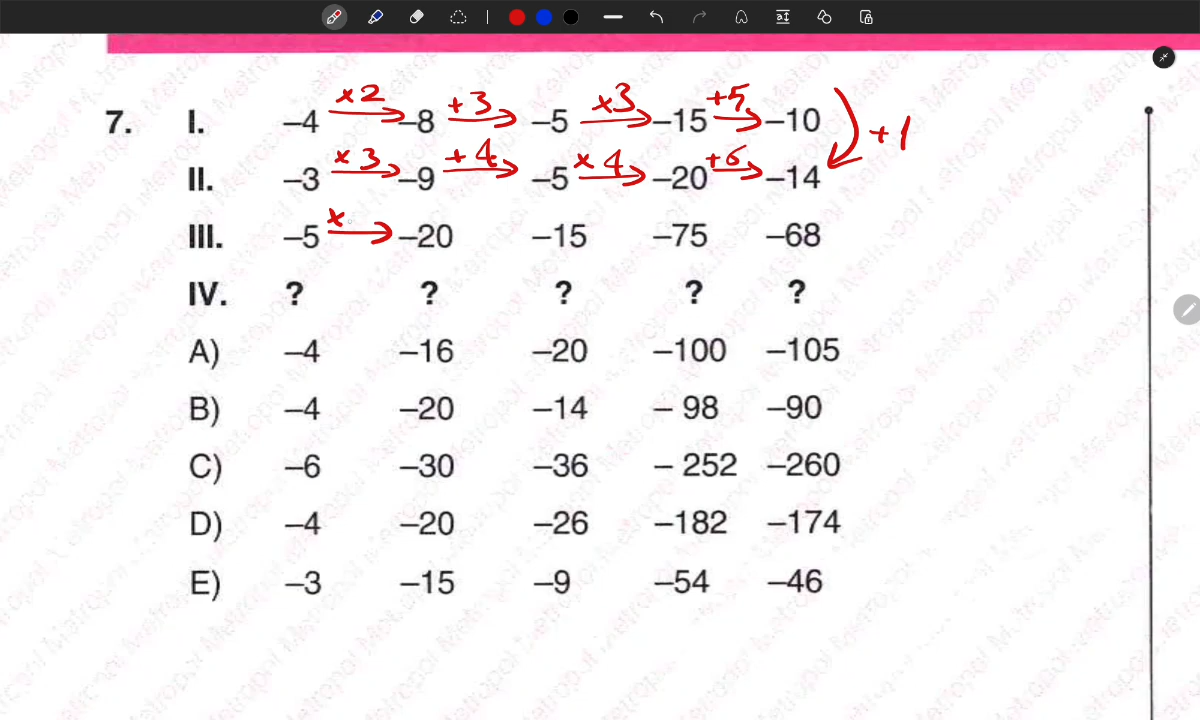 ×2 +3 ×3 +5
7. I. –4 –8 –5 –15 –10
+1
×3 +4 ×4 +6
II. –3 –9 –5 –20 –14
×
III. –5 –20 –15 –75 –68
IV. ? ? ? ? ?
A) –4 –16 –20 –100 –105
B) –4 –20 –14 – 98 –90
C) –6 –30 –36 – 252 –260
D) –4 –20 –26 –182 –174
E) –3 –15 –9 –54 –46
Metropol